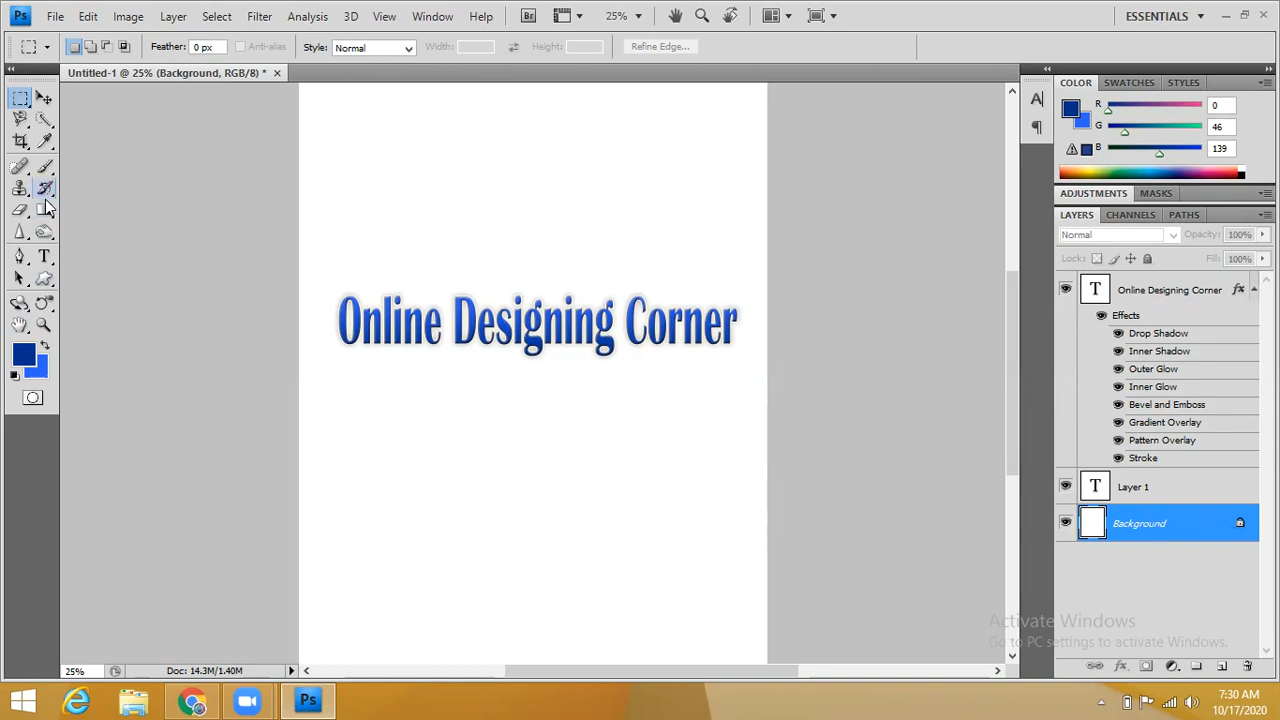 Ps File Edit Image Layer Select Filter Analysis 3D View Window Help Br 25% ESSENTIALS
Feather: 0 px Anti-alias Style: Normal Width: Height: Refine Edge...
Untitled-1 @ 25% (Background, RGB/8) *
COLOR SWATCHES STYLES
R 0
G 46
B 139
ADJUSTMENTS MASKS
LAYERS CHANNELS PATHS
Normal Opacity: 100%
Lock: Fill: 100%
T Online Designing Corner fx
Effects
Drop Shadow
Inner Shadow
Outer Glow
Inner Glow
Bevel and Emboss
Gradient Overlay
Pattern Overlay
Stroke
T Layer 1
Background
Online Designing Corner
Activate Windows
Go to PC settings to activate Windows.
25% Doc: 14.3M/1.40M
Ps
7:30 AM
10/17/2020